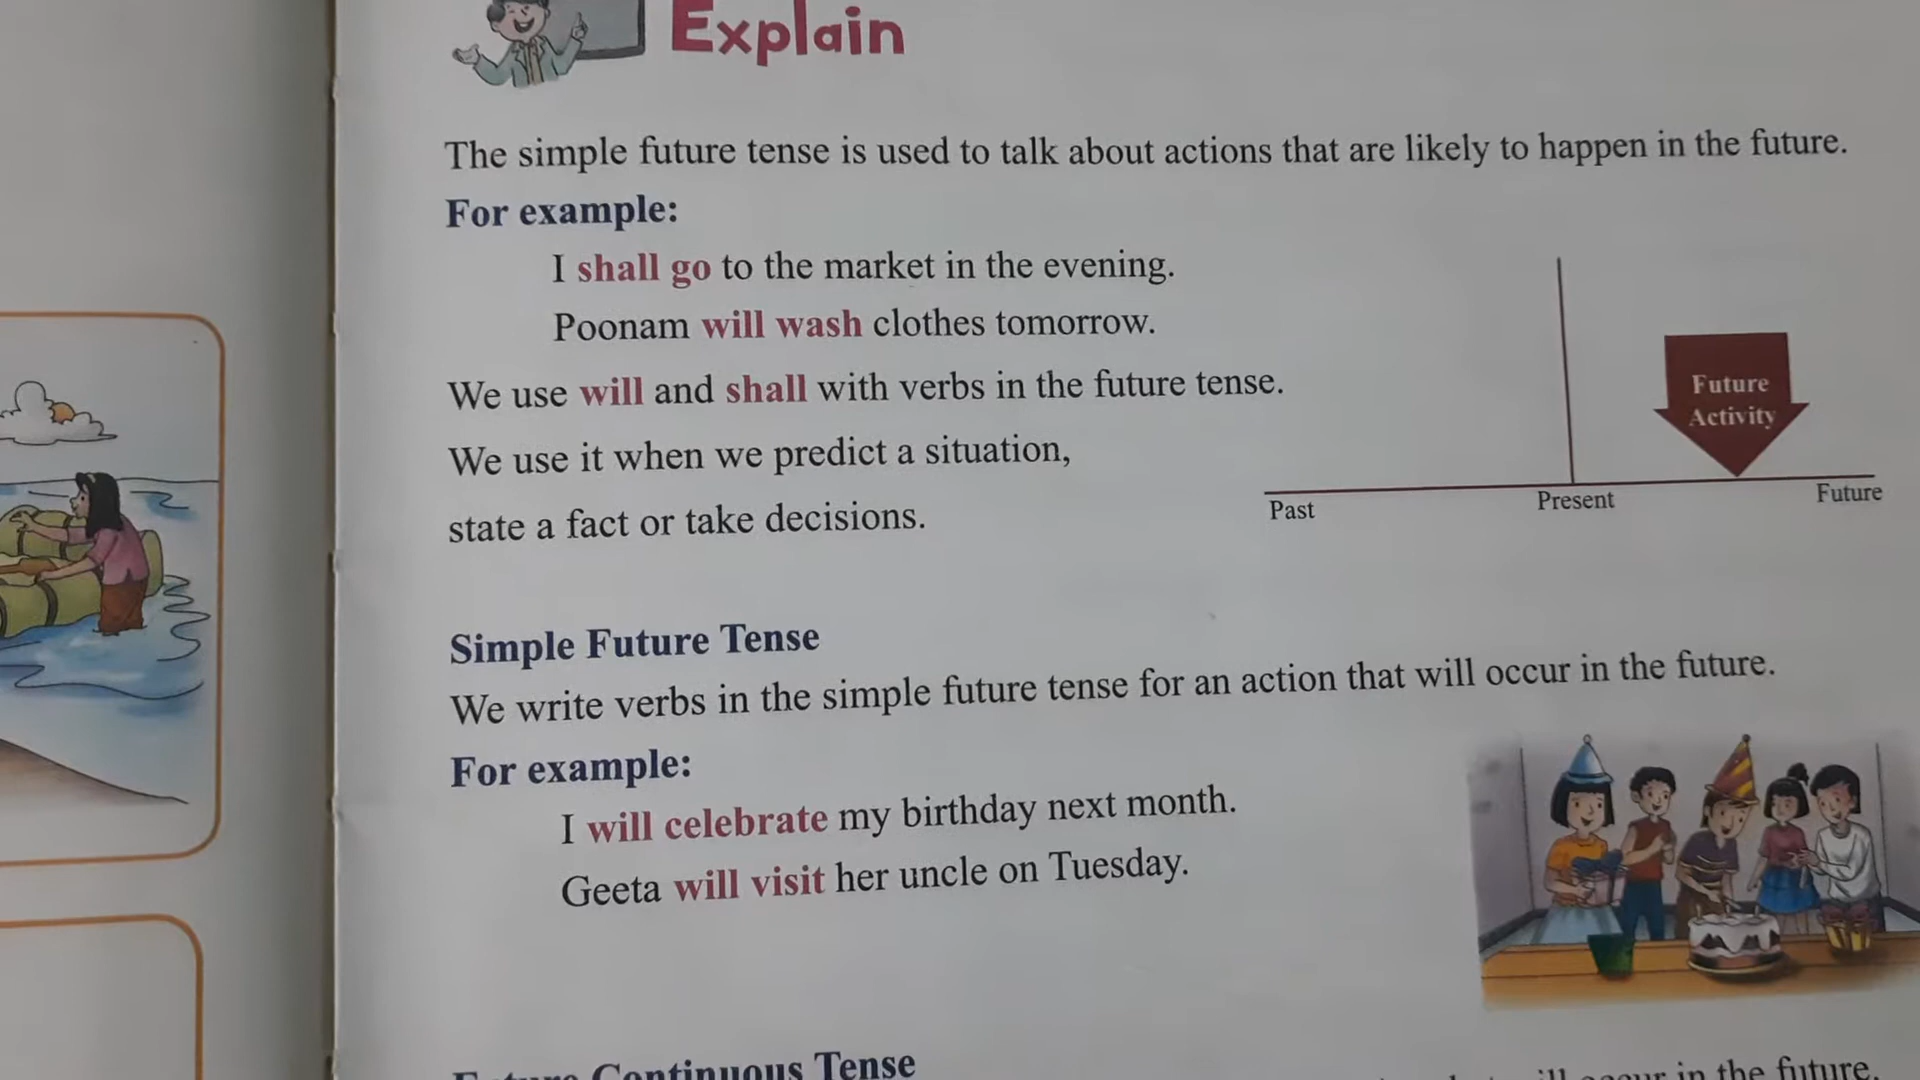 Explain
The simple future tense is used to talk about actions that are likely to happen in the future.
For example:
I shall go to the market in the evening.
Poonam will wash clothes tomorrow.
We use will and shall with verbs in the future tense.
We use it when we predict a situation,
state a fact or take decisions.
Future
Activity
Past
Present
Future
Simple Future Tense
We write verbs in the simple future tense for an action that will occur in the future.
For example:
I will celebrate my birthday next month.
Geeta will visit her uncle on Tuesday.
Future Continuous Tense
will occur in the future.